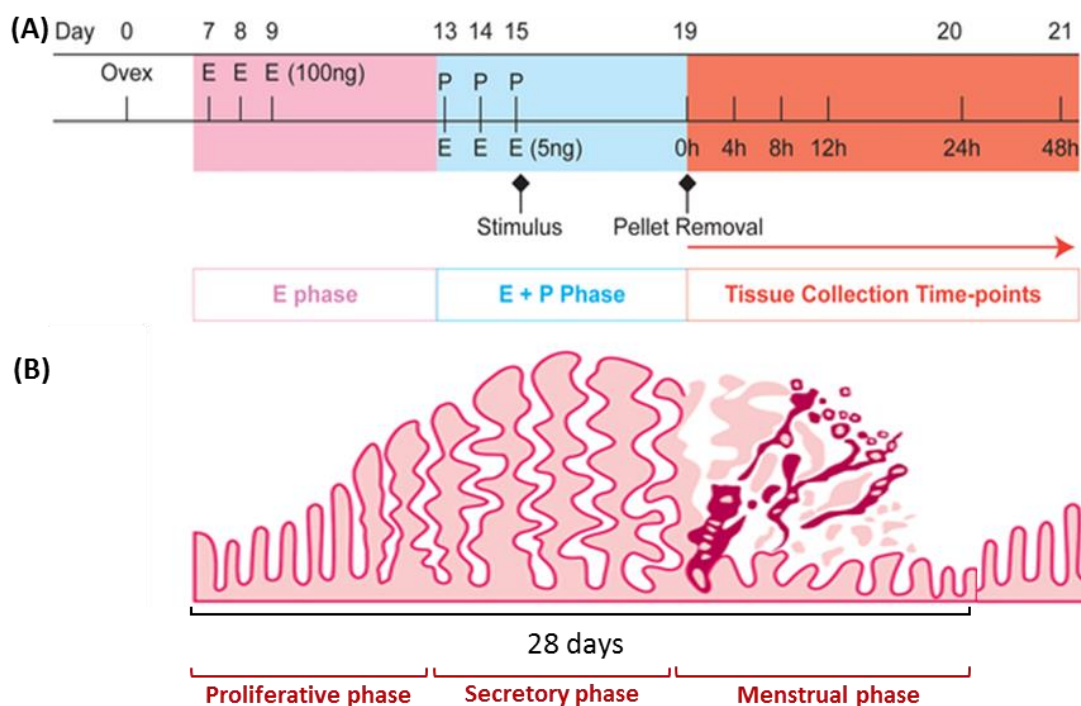 (A) Day 0 7 8 9 13 14 15 19 20 21
Ovex E E E (100ng) P P P
E E E (5ng) 0h 4h 8h 12h 24h 48h
Stimulus Pellet Removal
E phase E + P Phase Tissue Collection Time-points
(B)
28 days
Proliferative phase Secretory phase Menstrual phase